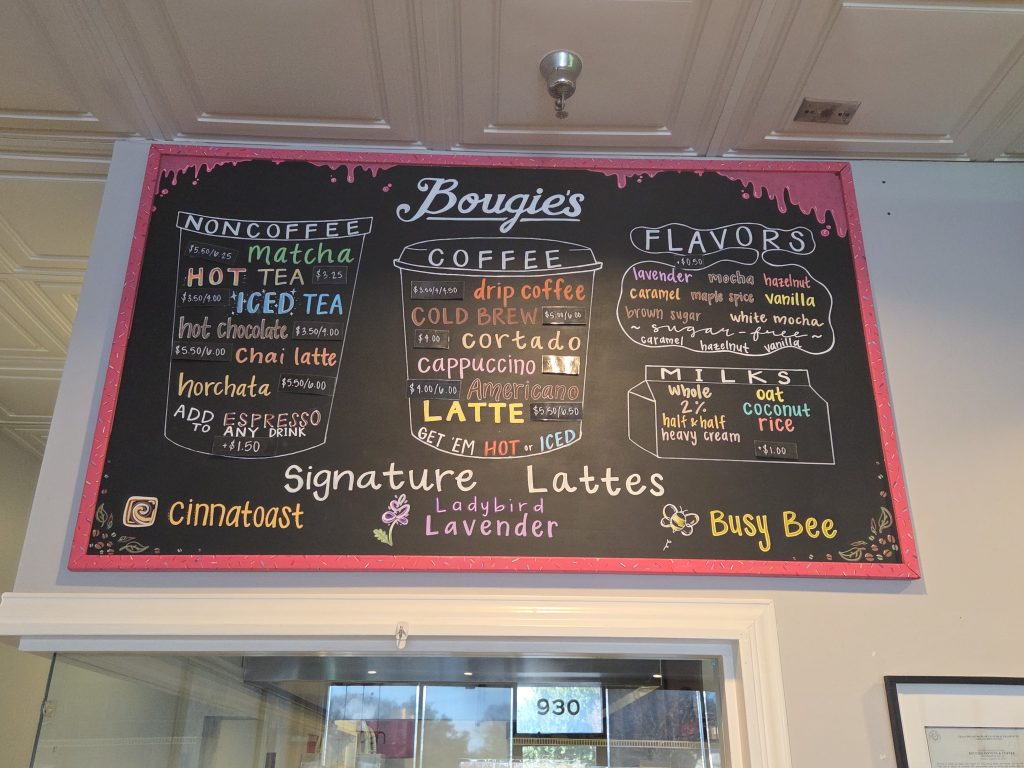 Bougie's
NONCOFFEE
$5.50/6.25 matcha
HOT TEA $3.25
$3.50/4.00 ICED TEA
hot chocolate $3.50/4.00
$5.50/6.00 chai latte
horchata $5.50/6.00
ADD ESPRESSO
TO ANY DRINK
+$1.50
COFFEE
drip coffee
COLD BREW $5.00/6.00
$4.00 cortado
cappuccino
$4.00/6.00 Americano
LATTE $5.50/6.50
GET 'EM HOT or ICED
FLAVORS
+$0.50
lavender mocha hazelnut
caramel maple spice vanilla
brown sugar white mocha
~ sugar-free ~
caramel hazelnut vanilla
MILKS
whole oat
2% coconut
half & half rice
heavy cream +$1.00
Signature Lattes
Cinnatoast
Ladybird
Lavender
Busy Bee
930